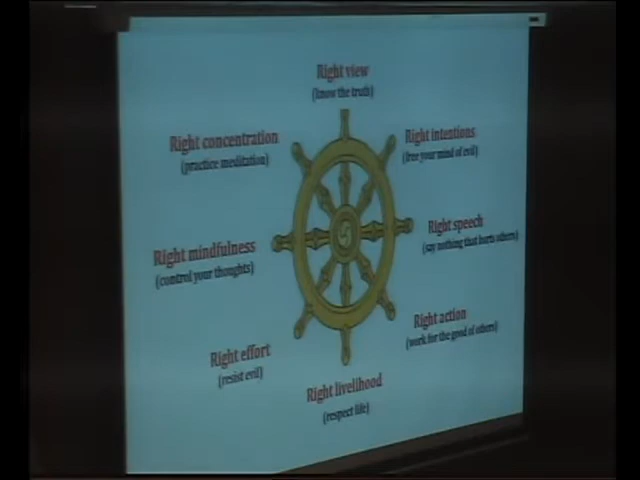 Right view
(know the truth)
Right intentions
(free your mind of evil)
Right speech
(say nothing that hurts others)
Right action
(work for the good of others)
Right livelihood
(respect life)
Right effort
(resist evil)
Right mindfulness
(control your thoughts)
Right concentration
(practice meditation)